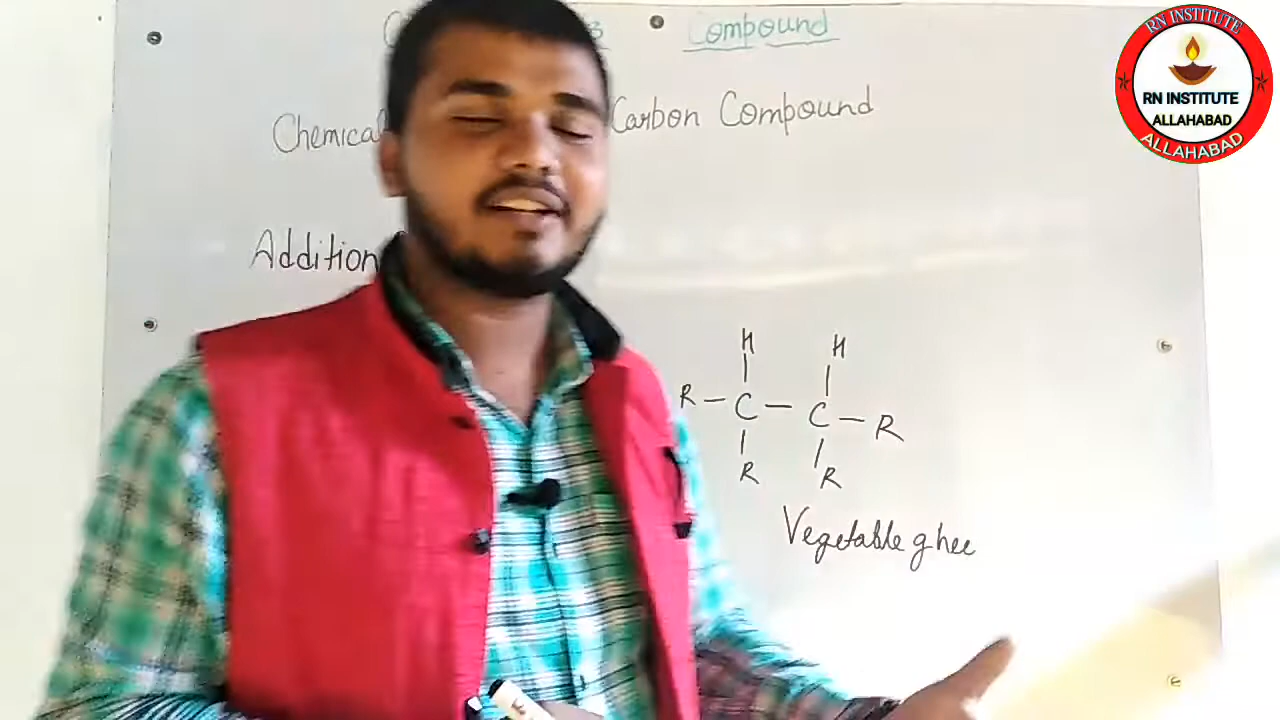 Compound
Chemical Carbon Compound
Addition
H H
R – C – C – R
R R
Vegetable ghee
RN INSTITUTE
RN INSTITUTE
ALLAHABAD
ALLAHABAD